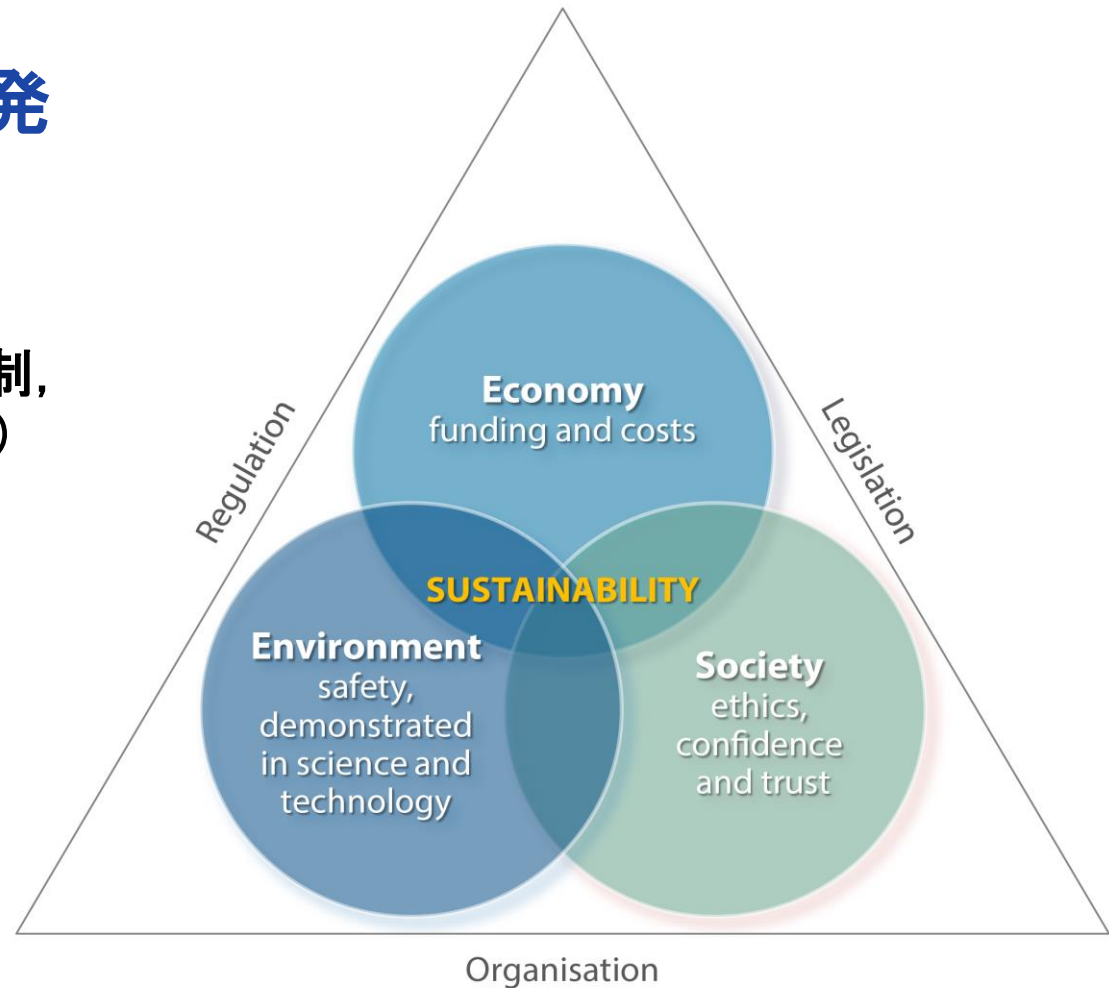 発
制,
)
Regulation
Legislation
Economy
funding and costs
SUSTAINABILITY
Environment
safety,
demonstrated
in science and
technology
Society
ethics,
confidence
and trust
Organisation